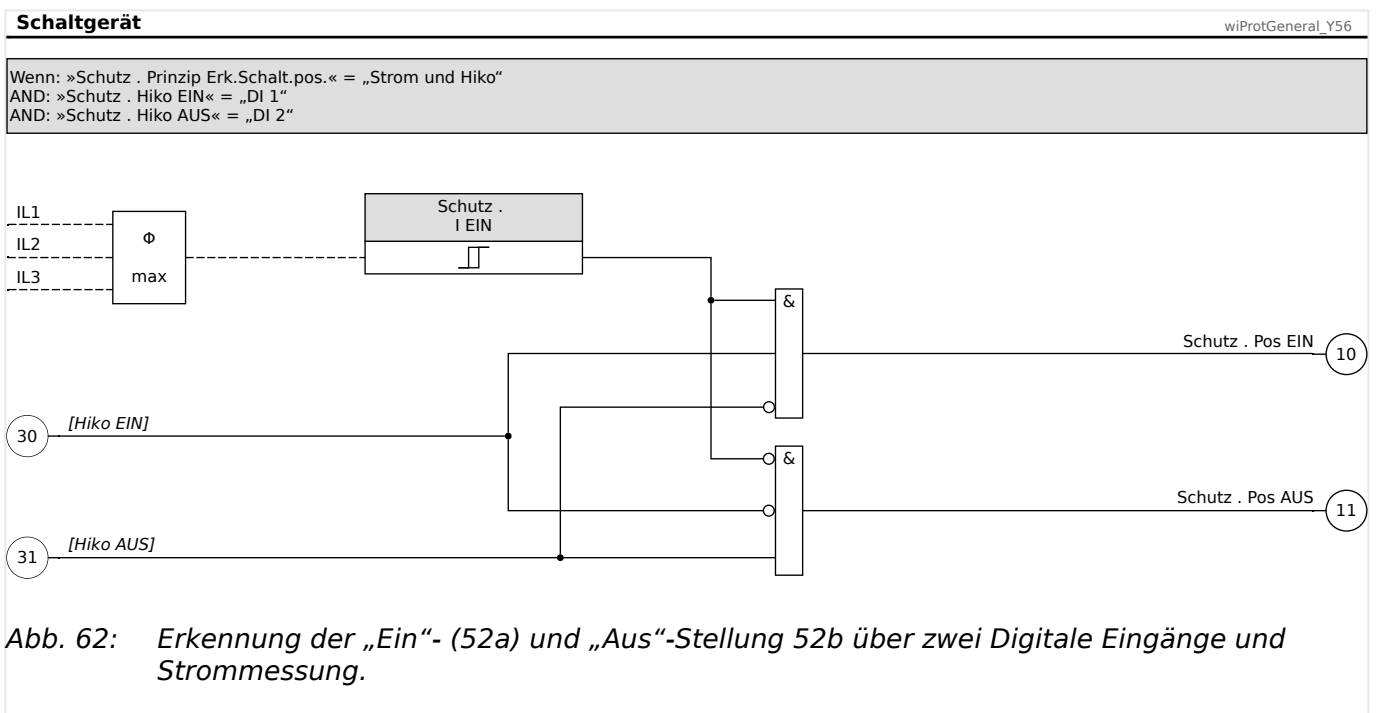 Schaltgerät
wiProtGeneral_Y56
Wenn: »Schutz . Prinzip Erk.Schalt.pos.« = „Strom und Hiko“
AND: »Schutz . Hiko EIN« = „DI 1“
AND: »Schutz . Hiko AUS« = „DI 2“
IL1
IL2
IL3
Φ
max
Schutz .
I EIN
&
Schutz . Pos EIN
10
[Hiko EIN]
30
&
Schutz . Pos AUS
11
[Hiko AUS]
31
Abb. 62: Erkennung der „Ein“- (52a) und „Aus“-Stellung 52b über zwei Digitale Eingänge und
Strommessung.